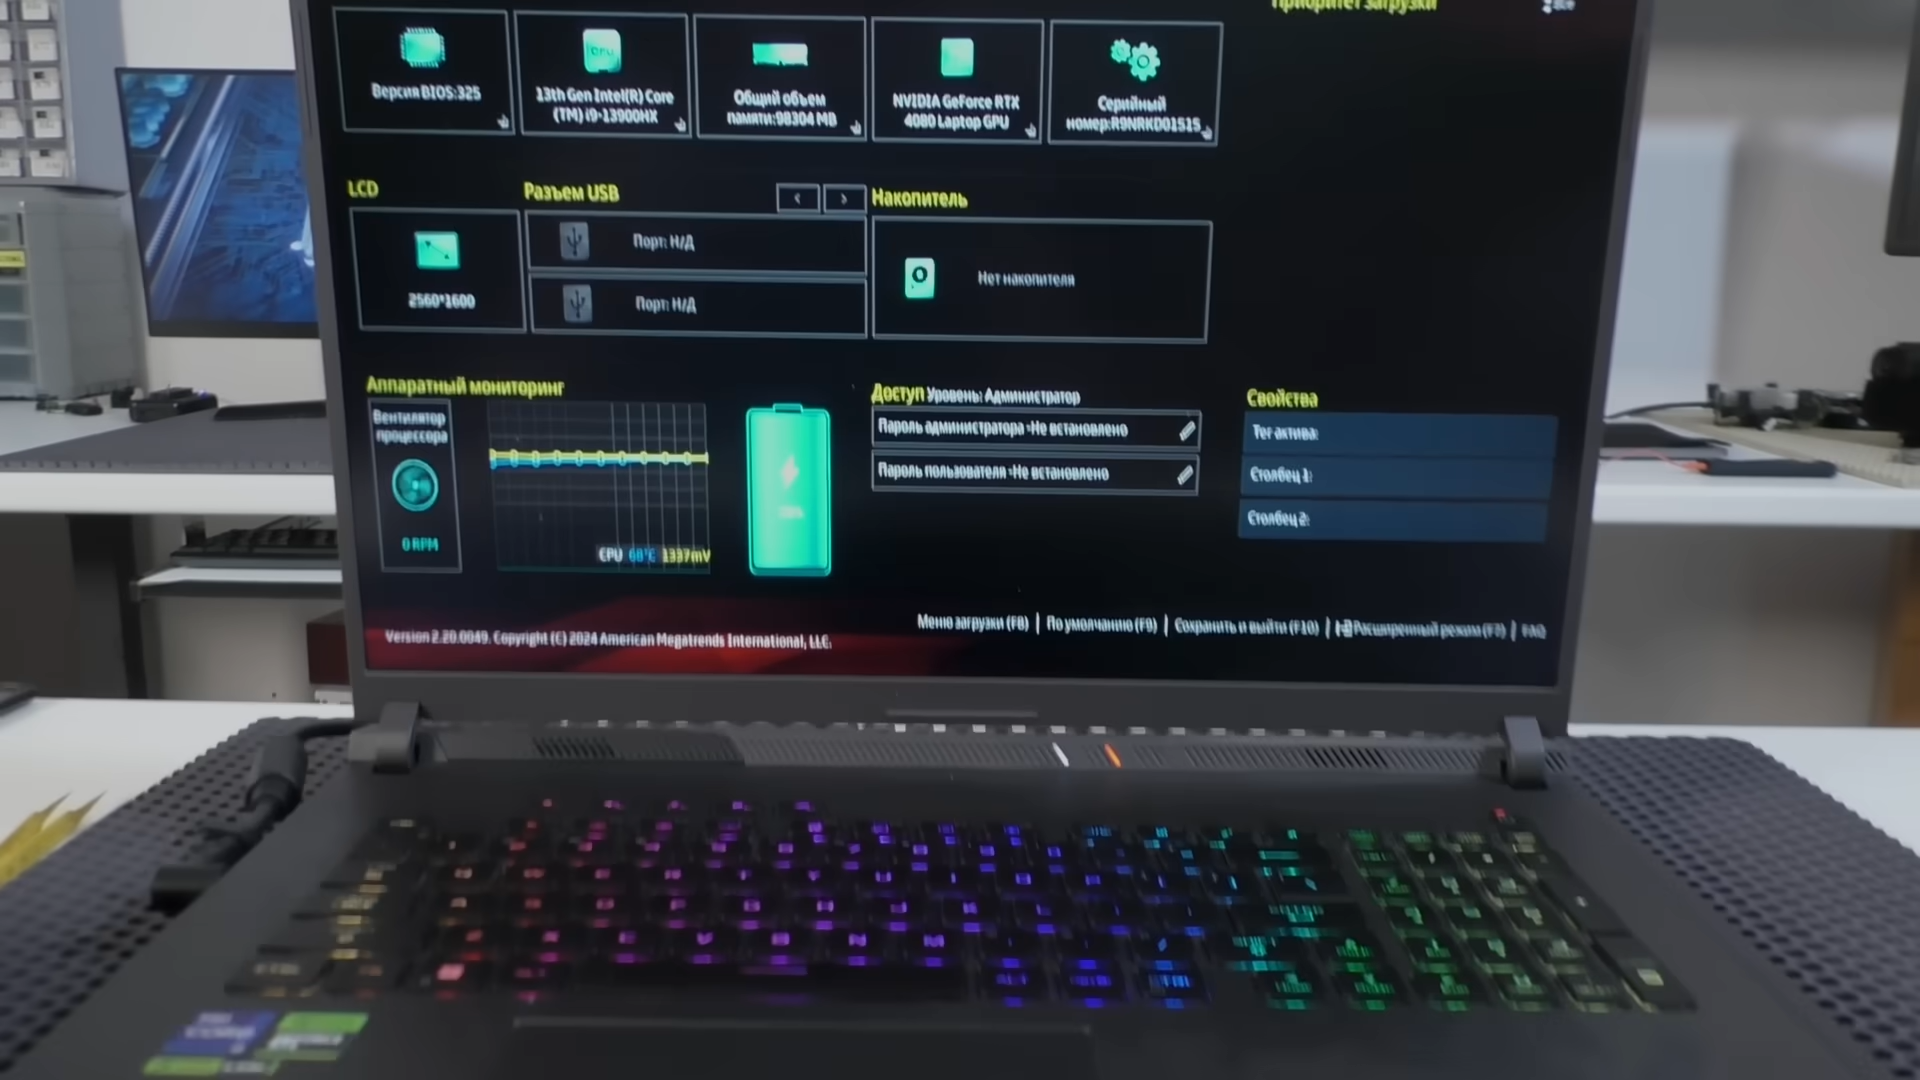 Приоритет загрузки
Версия BIOS:325
13th Gen Intel(R) Core
(TM) i9-13900HX
Общий объем
памяти:98304 MB
NVIDIA GeForce RTX
4080 Laptop GPU
Серийный
номер:R9NRKD01515
LCD
Разъем USB
Накопитель
2560*1600
Порт: Н/Д
Порт: Н/Д
Нет накопителя
Аппаратный мониторинг
Вентилятор
процессора
0 RPM
CPU 68°C 1337mV
Доступ Уровень: Администратор
Пароль администратора -Не встановлено
Пароль пользователя -Не встановлено
Свойства
Тег актива:
Столбец 1:
Столбец 2:
Меню загрузки (F8) | По умолчанию (F9) | Сохранить и выйти (F10) | Расширенный режим (F7) | FAQ
Version 2.20.0049. Copyright (C) 2024 American Megatrends International, LLC.